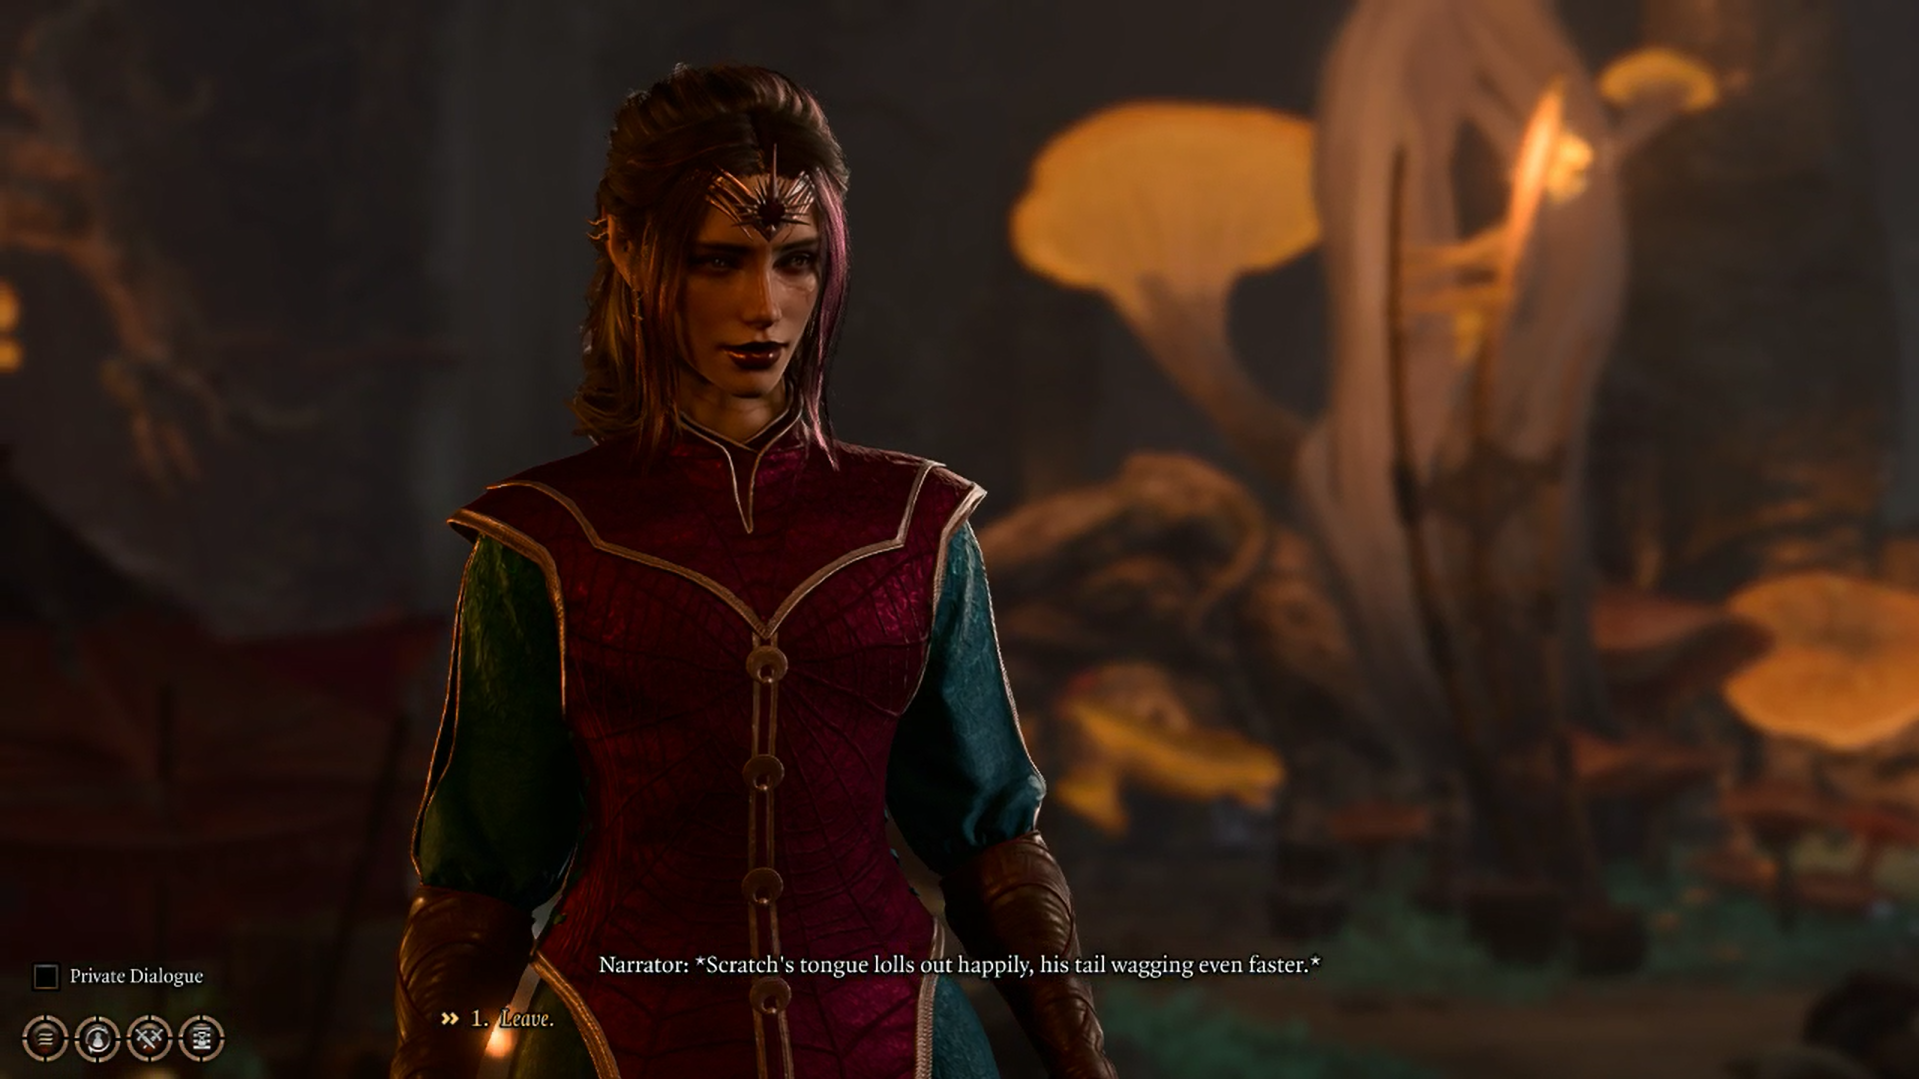 Narrator: *Scratch's tongue lolls out happily, his tail wagging even faster.*
Private Dialogue
1. Leave.